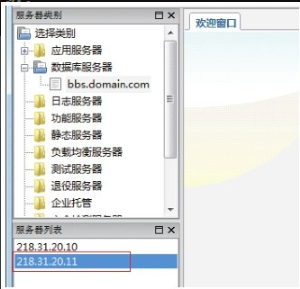 服务器类别
欢迎窗口
选择类别
应用服务器
数据库服务器
bbs.domain.com
日志服务器
功能服务器
静态服务器
负载均衡服务器
测试服务器
退役服务器
企业托管
服务器列表
218.31.20.10
218.31.20.11